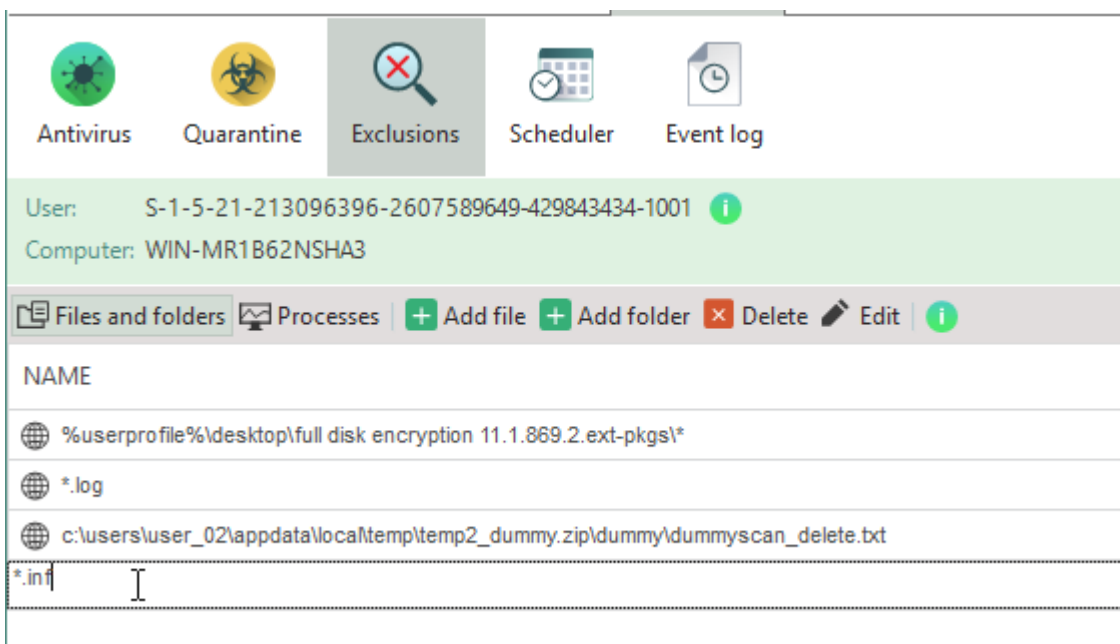 Antivirus Quarantine Exclusions Scheduler Event log
User: S-1-5-21-213096396-2607589649-429843434-1001
Computer: WIN-MR1B62NSHA3
Files and folders Processes Add file Add folder Delete Edit
NAME
%userprofile%\desktop\full disk encryption 11.1.869.2.ext-pkgs\*
*.log
c:\users\user_02\appdata\local\temp\temp2_dummy.zip\dummy\dummyscan_delete.txt
*.inf